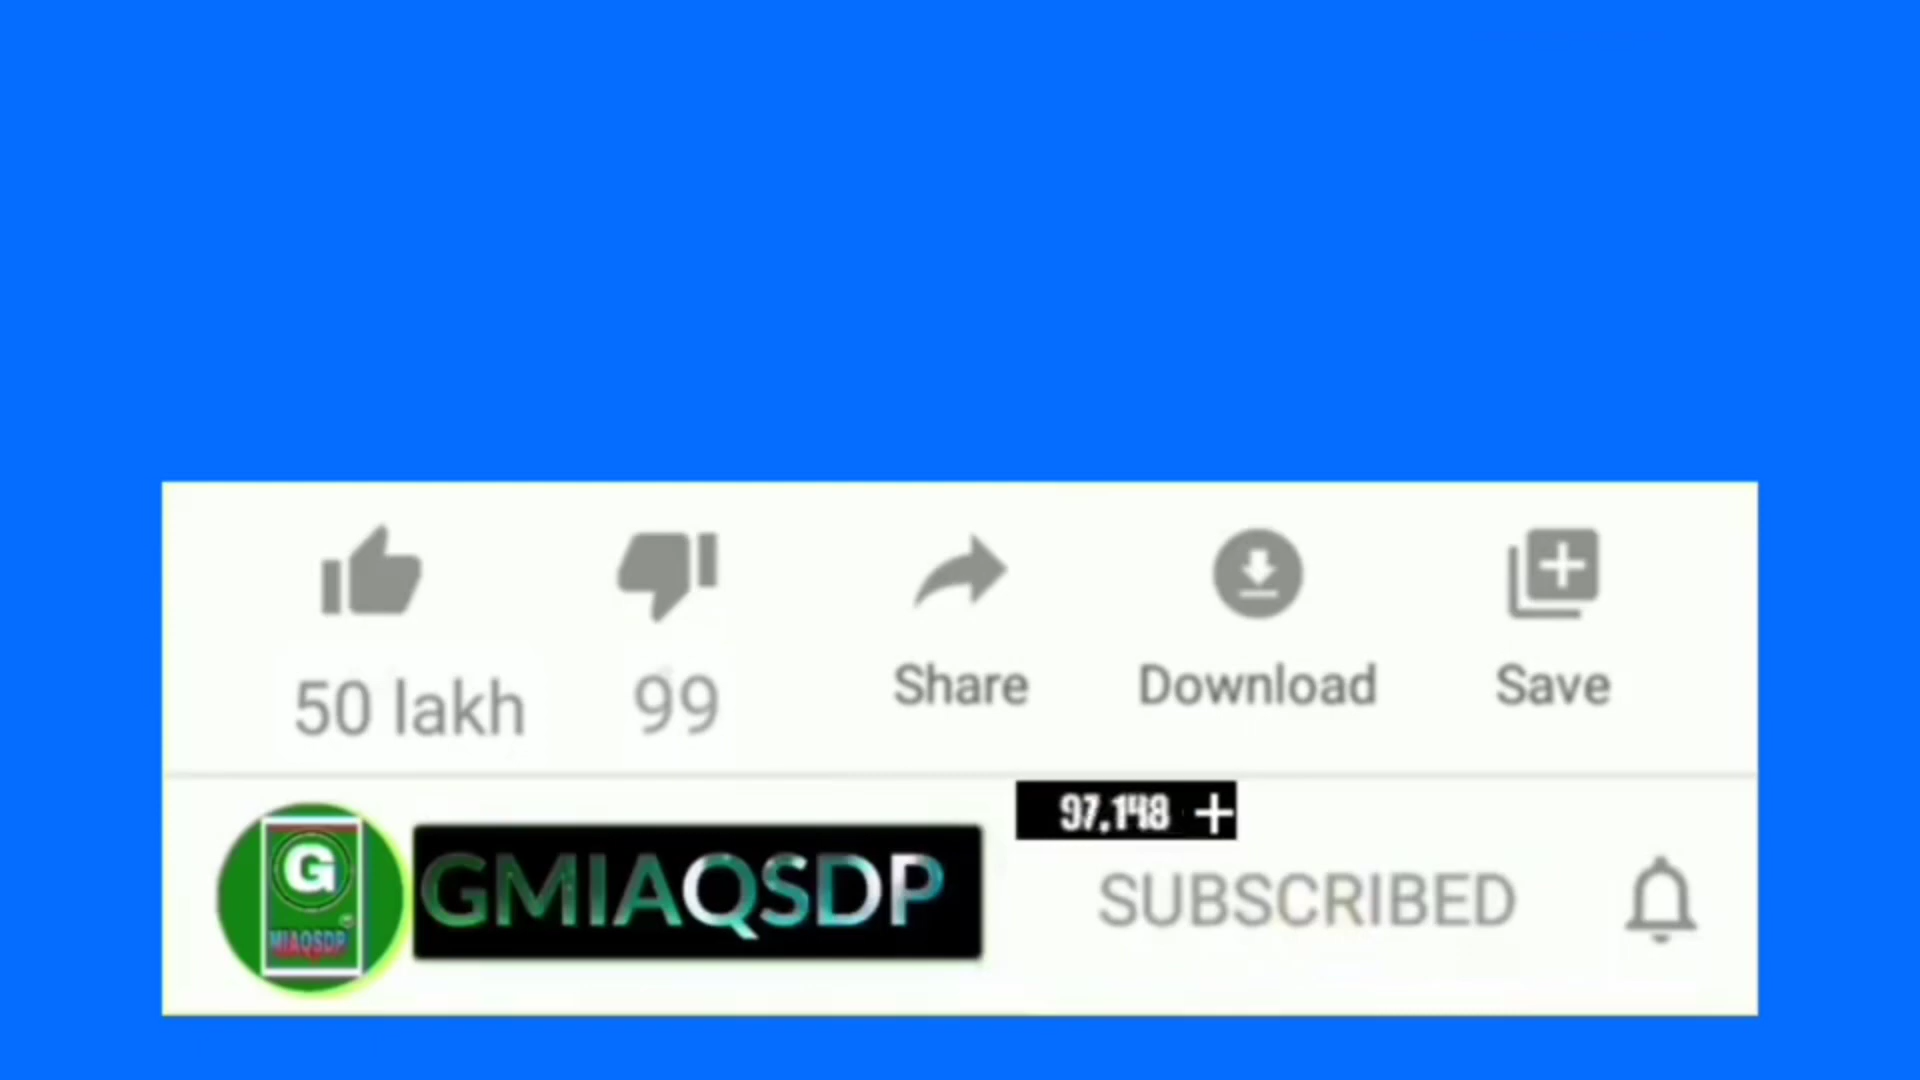 50 lakh
99
Share
Download
Save
97,148 +
G
MIAQSDP
GMIAQSDP
SUBSCRIBED